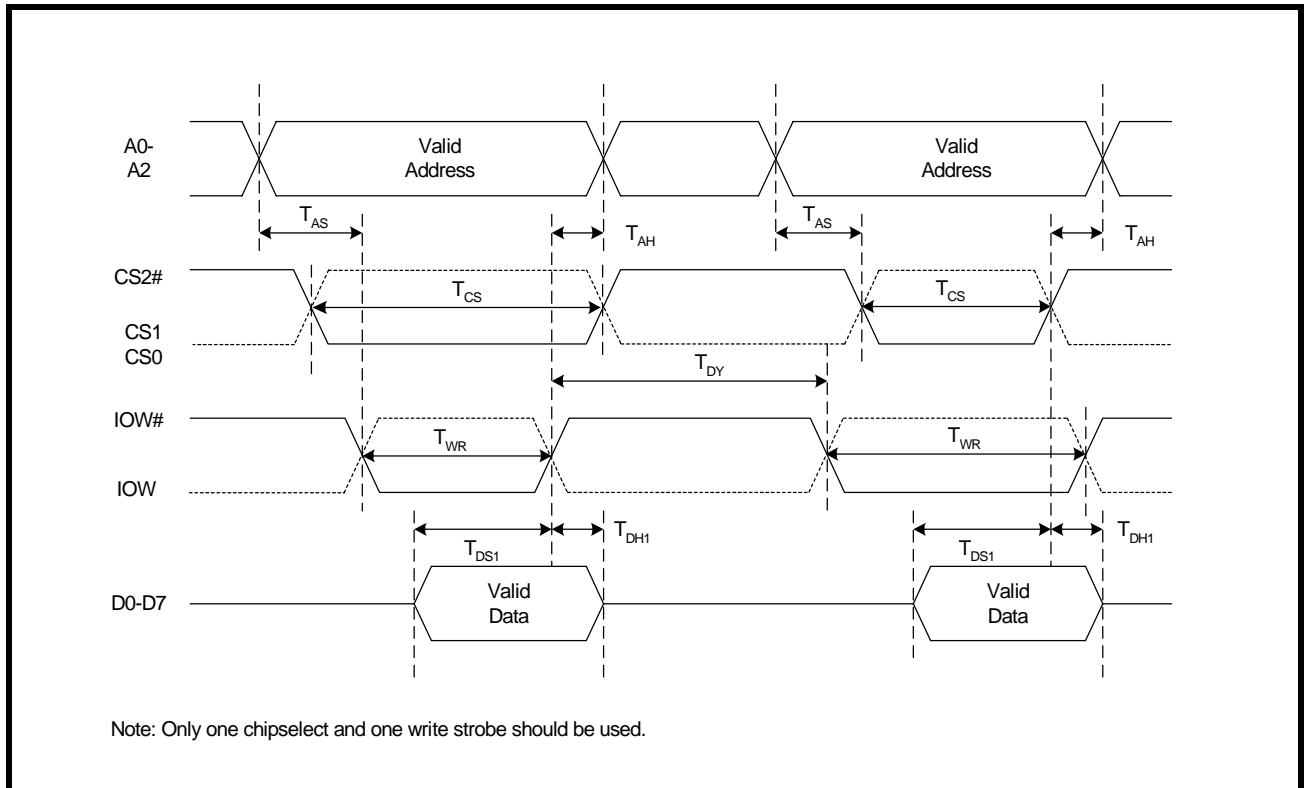 A0-
A2
Valid
Address
Valid
Address
TAS
TAH
TAS
TAH
CS2#
TCS
TCS
CS1
CS0
TDY
IOW#
TWR
TWR
IOW
TDS1
TDH1
TDS1
TDH1
D0-D7
Valid
Data
Valid
Data
Note: Only one chipselect and one write strobe should be used.